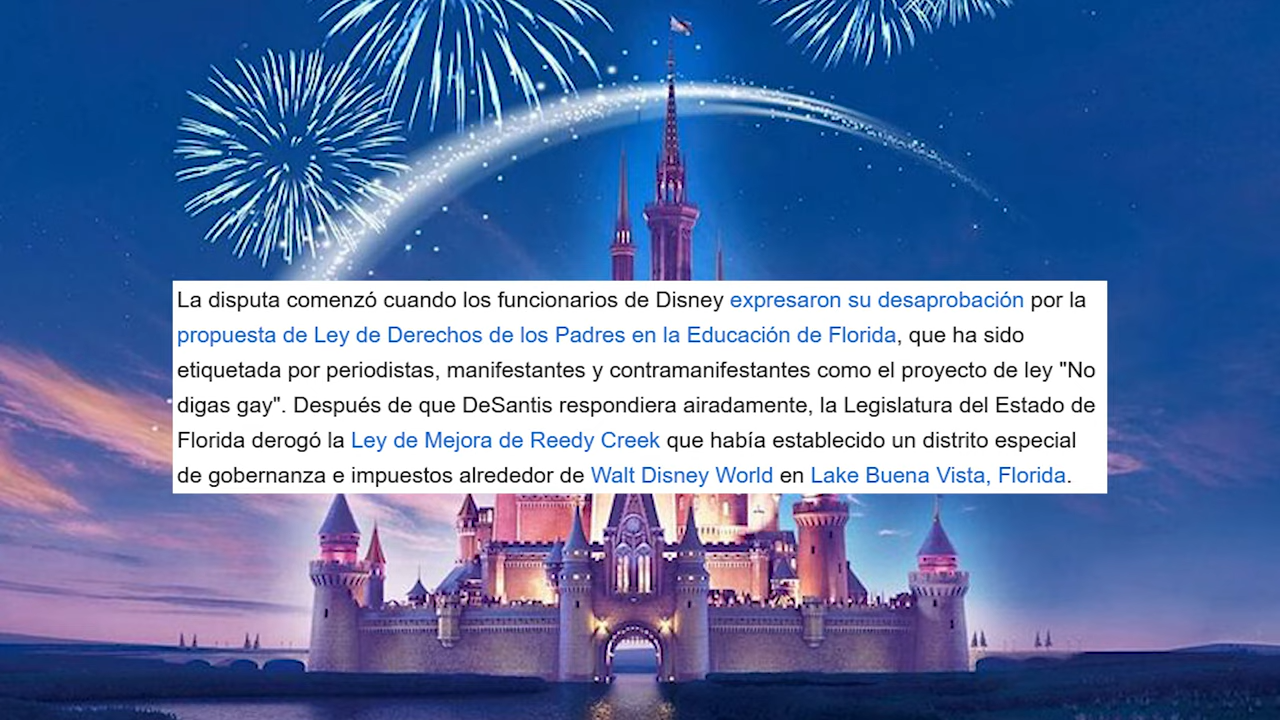 La disputa comenzó cuando los funcionarios de Disney expresaron su desaprobación por la
propuesta de Ley de Derechos de los Padres en la Educación de Florida, que ha sido
etiquetada por periodistas, manifestantes y contramanifestantes como el proyecto de ley "No
digas gay". Después de que DeSantis respondiera airadamente, la Legislatura del Estado de
Florida derogó la Ley de Mejora de Reedy Creek que había establecido un distrito especial
de gobernanza e impuestos alrededor de Walt Disney World en Lake Buena Vista, Florida.